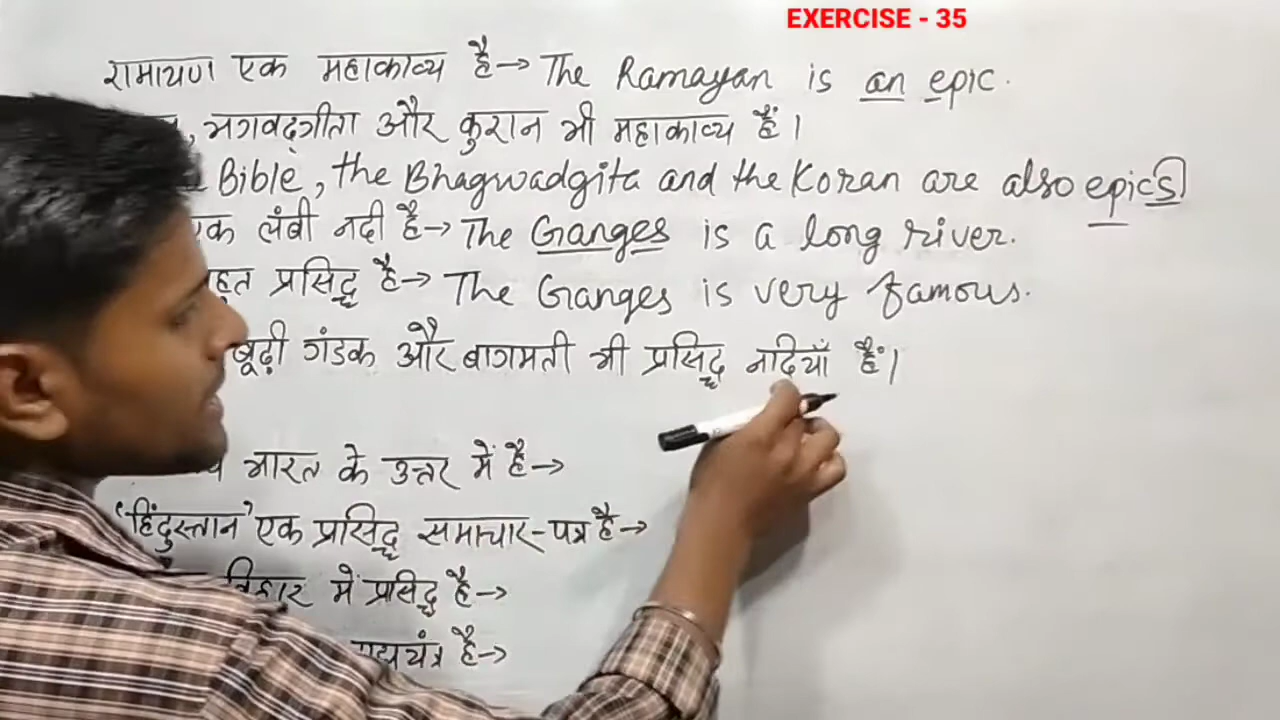 EXERCISE - 35
रामायण एक महाकाव्य है→ The Ramayan is an epic.
, भगवद्गीता और कुरान भी महाकाव्य हैं।
Bible, the Bhagwadgita and the Koran are also epics
एक लंबी नदी है→ The Ganges is a long river.
प्रसिद्ध है→ The Ganges is very famous.
बूढ़ी गंडक और बागमती भी प्रसिद्ध नदियाँ हैं।
भारत के उत्तर में है→
'हिंदुस्तान' एक प्रसिद्ध समाचार-पत्र है→
बिहार में प्रसिद्ध है→
है→